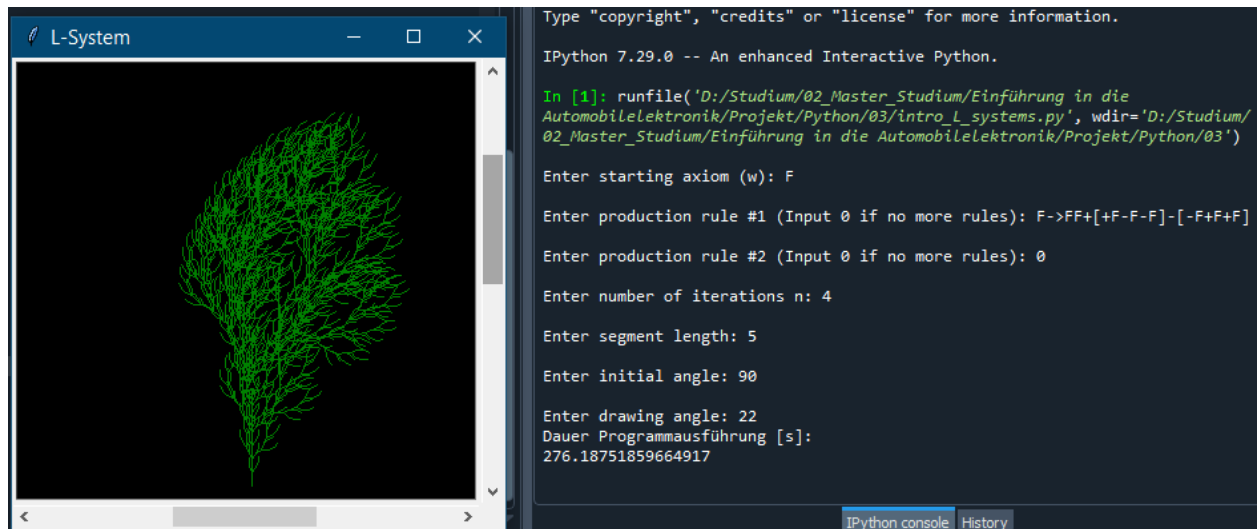 L-System
Type "copyright", "credits" or "license" for more information.
IPython 7.29.0 -- An enhanced Interactive Python.
In [1]: runfile('D:/Studium/02_Master_Studium/Einführung in die
Automobilelektronik/Projekt/Python/03/intro_L_systems.py', wdir='D:/Studium/
02_Master_Studium/Einführung in die Automobilelektronik/Projekt/Python/03')
Enter starting axiom (w): F
Enter production rule #1 (Input 0 if no more rules): F->FF+[+F-F-F]-[-F+F+F]
Enter production rule #2 (Input 0 if no more rules): 0
Enter number of iterations n: 4
Enter segment length: 5
Enter initial angle: 90
Enter drawing angle: 22
Dauer Programmausführung [s]:
276.18751859664917
IPython console History